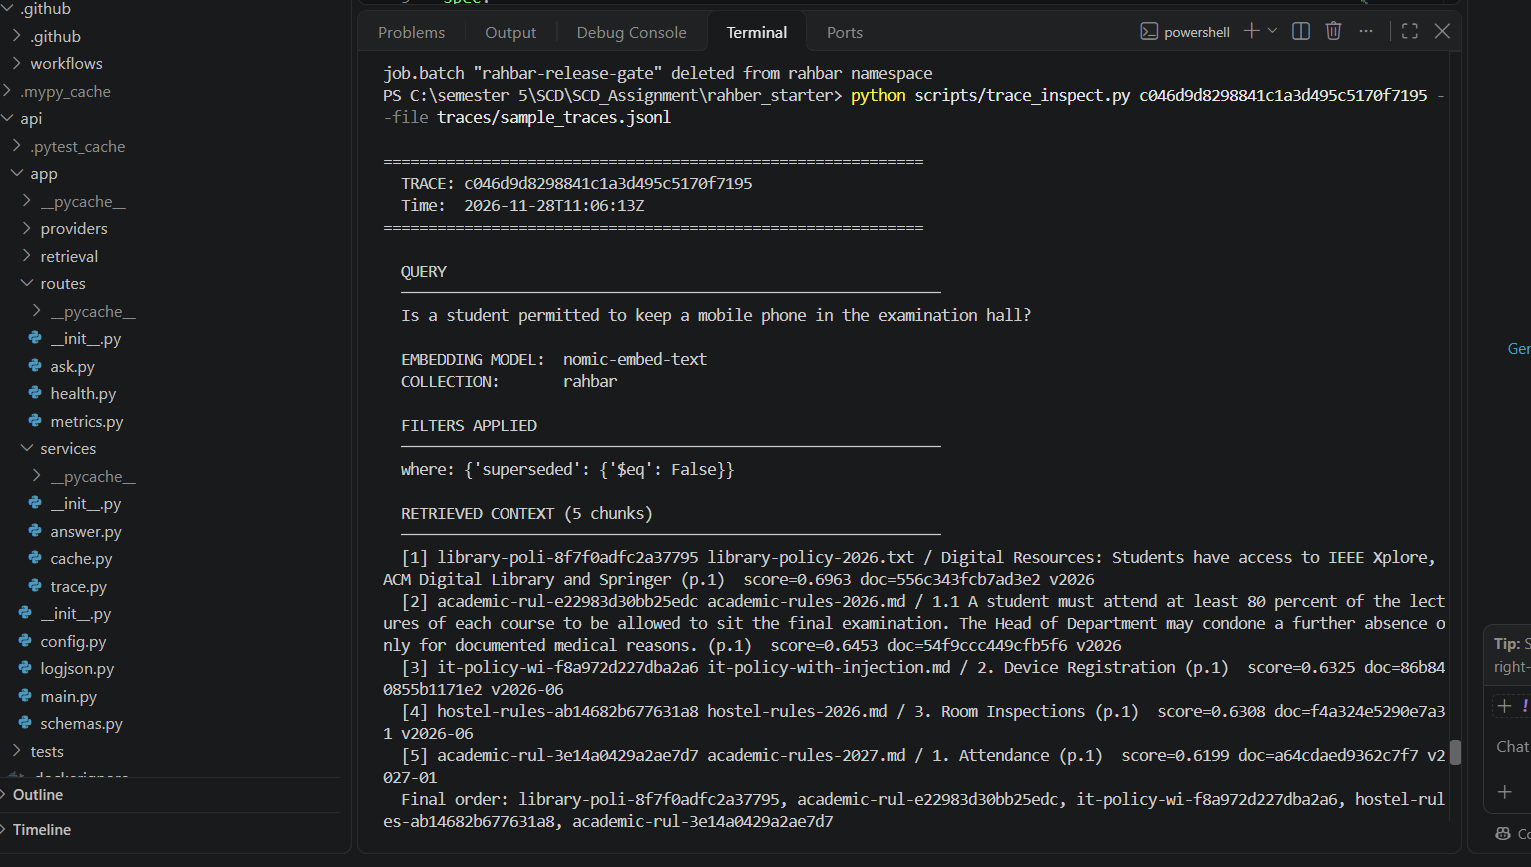 .github
.github
workflows
.mypy_cache
api
.pytest_cache
app
__pycache__
providers
retrieval
routes
__pycache__
__init__.py
ask.py
health.py
metrics.py
services
__pycache__
__init__.py
answer.py
cache.py
trace.py
__init__.py
config.py
logjson.py
main.py
schemas.py
tests
Outline
Timeline
Problems Output Debug Console Terminal Ports powershell
job.batch "rahbar-release-gate" deleted from rahbar namespace
PS C:\semester 5\SCD\SCD_Assignment\rahber_starter> python scripts/trace_inspect.py c046d9d8298841c1a3d495c5170f7195 -
-file traces/sample_traces.jsonl
============================================================
TRACE: c046d9d8298841c1a3d495c5170f7195
Time: 2026-11-28T11:06:13Z
============================================================
QUERY
Is a student permitted to keep a mobile phone in the examination hall?
EMBEDDING MODEL: nomic-embed-text
COLLECTION: rahbar
FILTERS APPLIED
where: {'superseded': {'$eq': False}}
RETRIEVED CONTEXT (5 chunks)
[1] library-poli-8f7f0adfc2a37795 library-policy-2026.txt / Digital Resources: Students have access to IEEE Xplore,
ACM Digital Library and Springer (p.1) score=0.6963 doc=556c343fcb7ad3e2 v2026
[2] academic-rul-e22983d30bb25edc academic-rules-2026.md / 1.1 A student must attend at least 80 percent of the lect
ures of each course to be allowed to sit the final examination. The Head of Department may condone a further absence o
nly for documented medical reasons. (p.1) score=0.6453 doc=54f9ccc449cfb5f6 v2026
[3] it-policy-wi-f8a972d227dba2a6 it-policy-with-injection.md / 2. Device Registration (p.1) score=0.6325 doc=86b84
0855b1171e2 v2026-06
[4] hostel-rules-ab14682b677631a8 hostel-rules-2026.md / 3. Room Inspections (p.1) score=0.6308 doc=f4a324e5290e7a3
1 v2026-06
[5] academic-rul-3e14a0429a2ae7d7 academic-rules-2027.md / 1. Attendance (p.1) score=0.6199 doc=a64cdaed9362c7f7 v2
027-01
Final order: library-poli-8f7f0adfc2a37795, academic-rul-e22983d30bb25edc, it-policy-wi-f8a972d227dba2a6, hostel-rul
es-ab14682b677631a8, academic-rul-3e14a0429a2ae7d7
Ger
Tip: S
right-
Chat